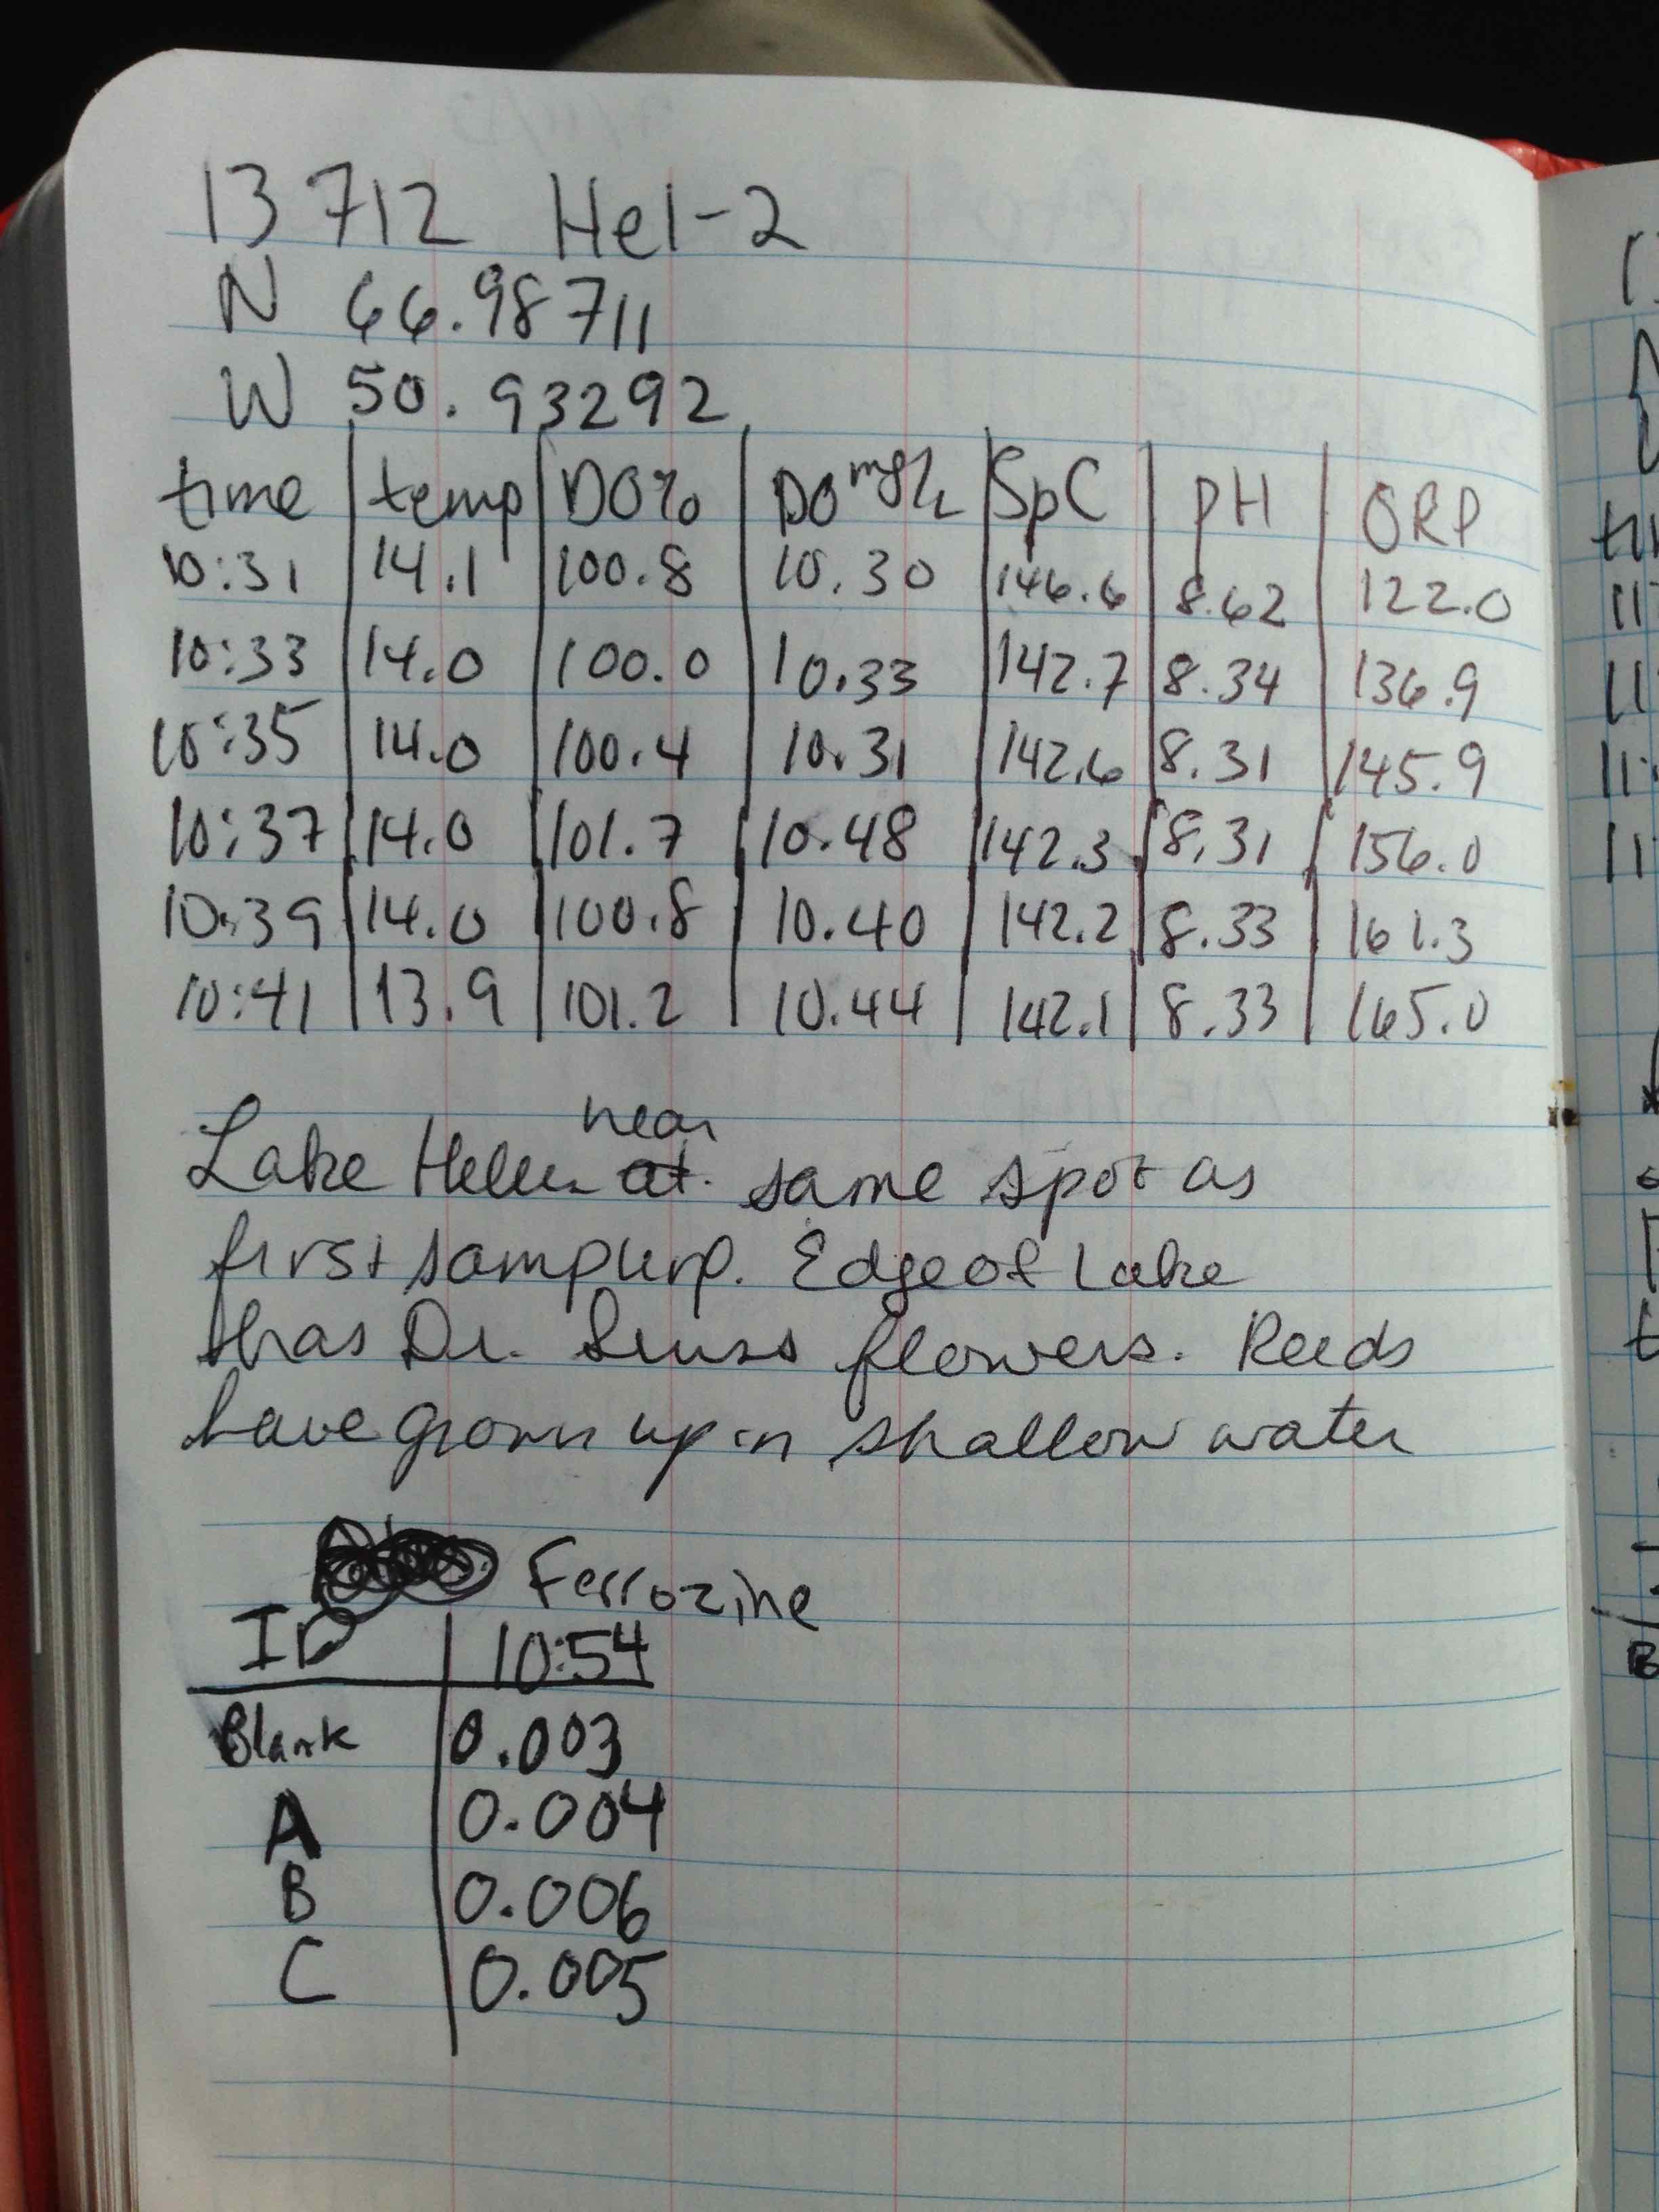 13712 Hel-2
N 66.98711
W 50.93292
time temp DO% DO mg/L SpC pH ORP
10:31 14.1 100.8 10.30 146.6 8.62 122.0
10:33 14.0 100.0 10.33 142.7 8.34 136.9
10:35 14.0 100.4 10.31 142.6 8.31 145.9
10:37 14.0 101.7 10.48 142.3 8.31 156.0
10:39 14.0 100.8 10.40 142.2 8.33 161.3
10:41 13.9 101.2 10.44 142.1 8.33 165.0
near
Lake Helen at same spot as
first sampling. Edge of Lake
has Dr. Seuss flowers. Reeds
have grown up in shallow water
Ferrozine
ID 10:54
Blank 0.003
A 0.004
B 0.006
C 0.005